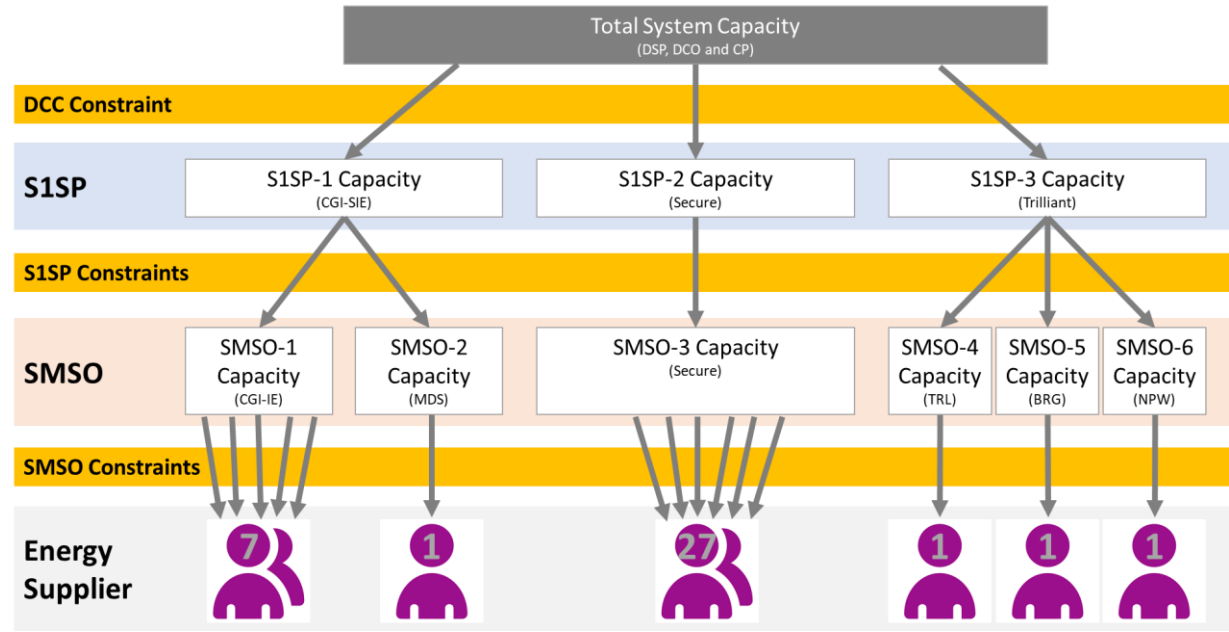 Total System Capacity
(DSP, DCO and CP)
DCC Constraint
S1SP
S1SP-1 Capacity
(CGI-SIE)
S1SP-2 Capacity
(Secure)
S1SP-3 Capacity
(Trilliant)
S1SP Constraints
SMSO
SMSO-1
Capacity
(CGI-IE)
SMSO-2
Capacity
(MDS)
SMSO-3 Capacity
(Secure)
SMSO-4
Capacity
(TRL)
SMSO-5
Capacity
(BRG)
SMSO-6
Capacity
(NPW)
SMSO Constraints
Energy
Supplier
7
1
27
1
1
1